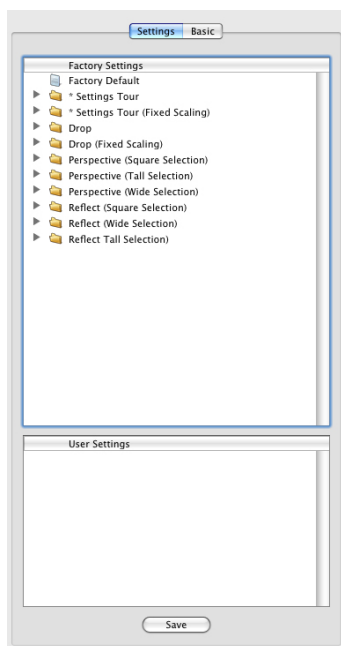 Settings Basic
Factory Settings
Factory Default
* Settings Tour
* Settings Tour (Fixed Scaling)
Drop
Drop (Fixed Scaling)
Perspective (Square Selection)
Perspective (Tall Selection)
Perspective (Wide Selection)
Reflect (Square Selection)
Reflect (Wide Selection)
Reflect Tall Selection)
User Settings
Save